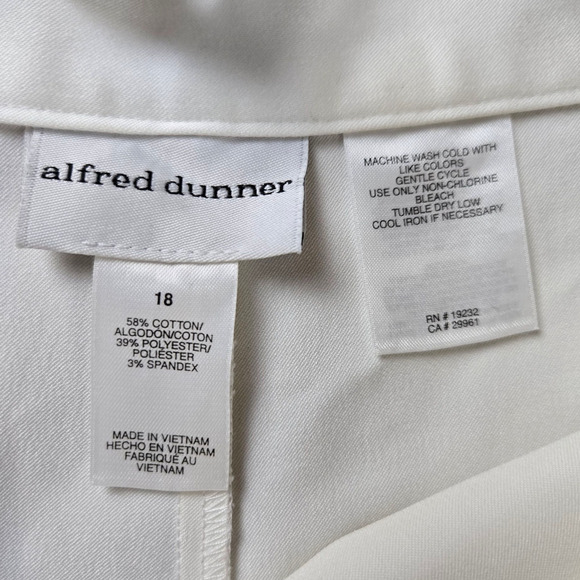 alfred dunner
18
58% COTTON/
ALGODÓN/COTON
39% POLYESTER/
POLIÉSTER
3% SPANDEX
MADE IN VIETNAM
HECHO EN VIETNAM
FABRIQUÉ AU
VIETNAM
MACHINE WASH COLD WITH
LIKE COLORS
GENTLE CYCLE
USE ONLY NON-CHLORINE
BLEACH
TUMBLE DRY LOW
COOL IRON IF NECESSARY
RN # 19232
CA # 29961